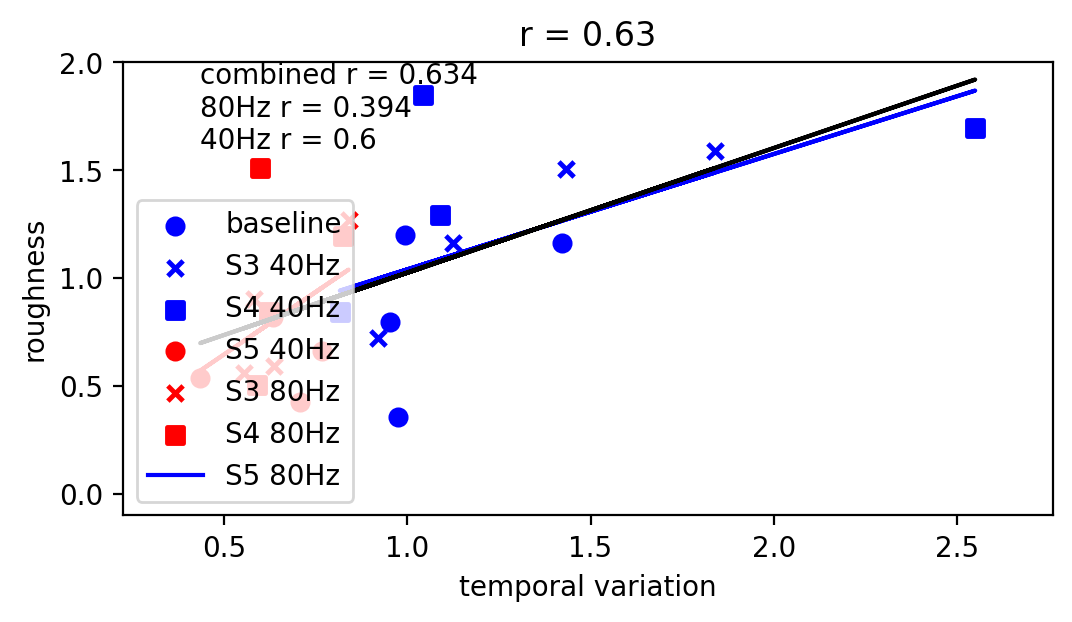 r = 0.63
combined r = 0.634
80Hz r = 0.394
40Hz r = 0.6
2.0
1.5
1.0
0.5
0.0
roughness
baseline
S3 40Hz
S4 40Hz
S5 40Hz
S3 80Hz
S4 80Hz
S5 80Hz
0.5 1.0 1.5 2.0 2.5
temporal variation